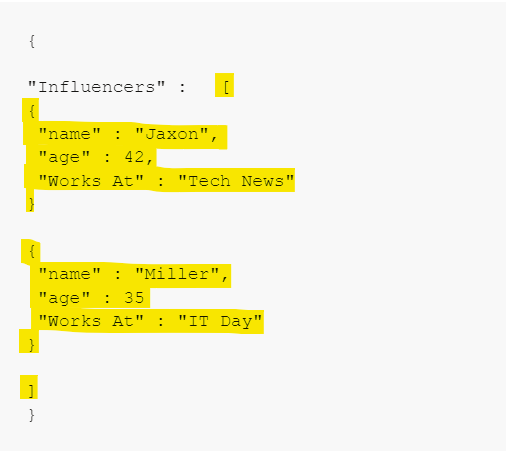 {
"Influencers" : [
{
"name" : "Jaxon",
"age" : 42,
"Works At" : "Tech News"
}
{
"name" : "Miller",
"age" : 35
"Works At" : "IT Day"
}
]
}